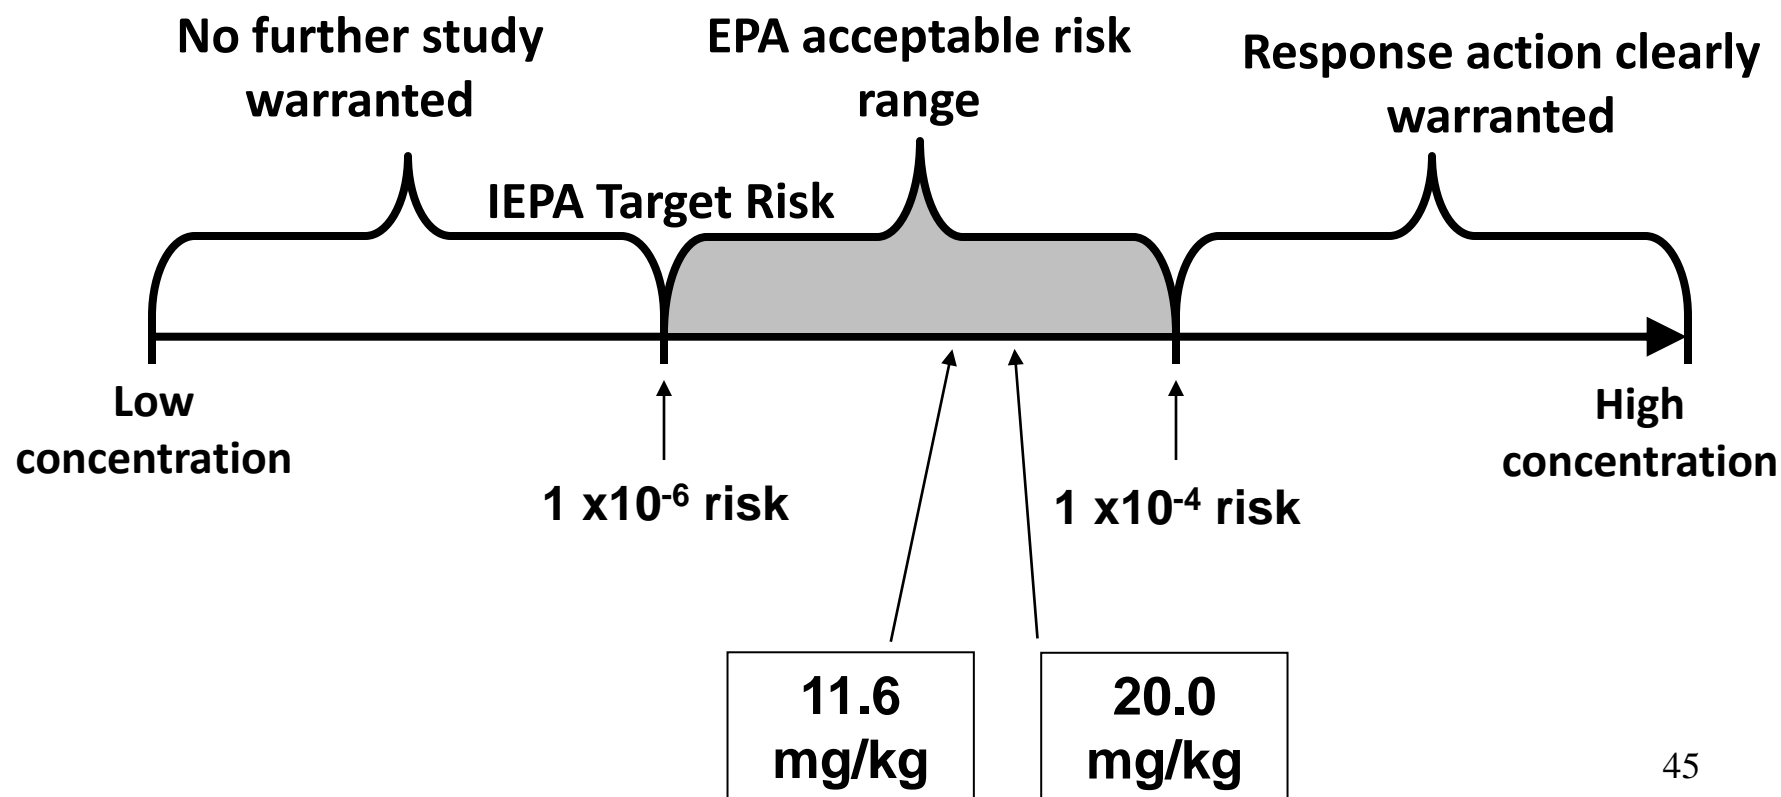 No further study
warranted
EPA acceptable risk
range
Response action clearly
warranted
IEPA Target Risk
Low
concentration
High
concentration
1 x10⁻⁶ risk
1 x10⁻⁴ risk
11.6
mg/kg
20.0
mg/kg
45